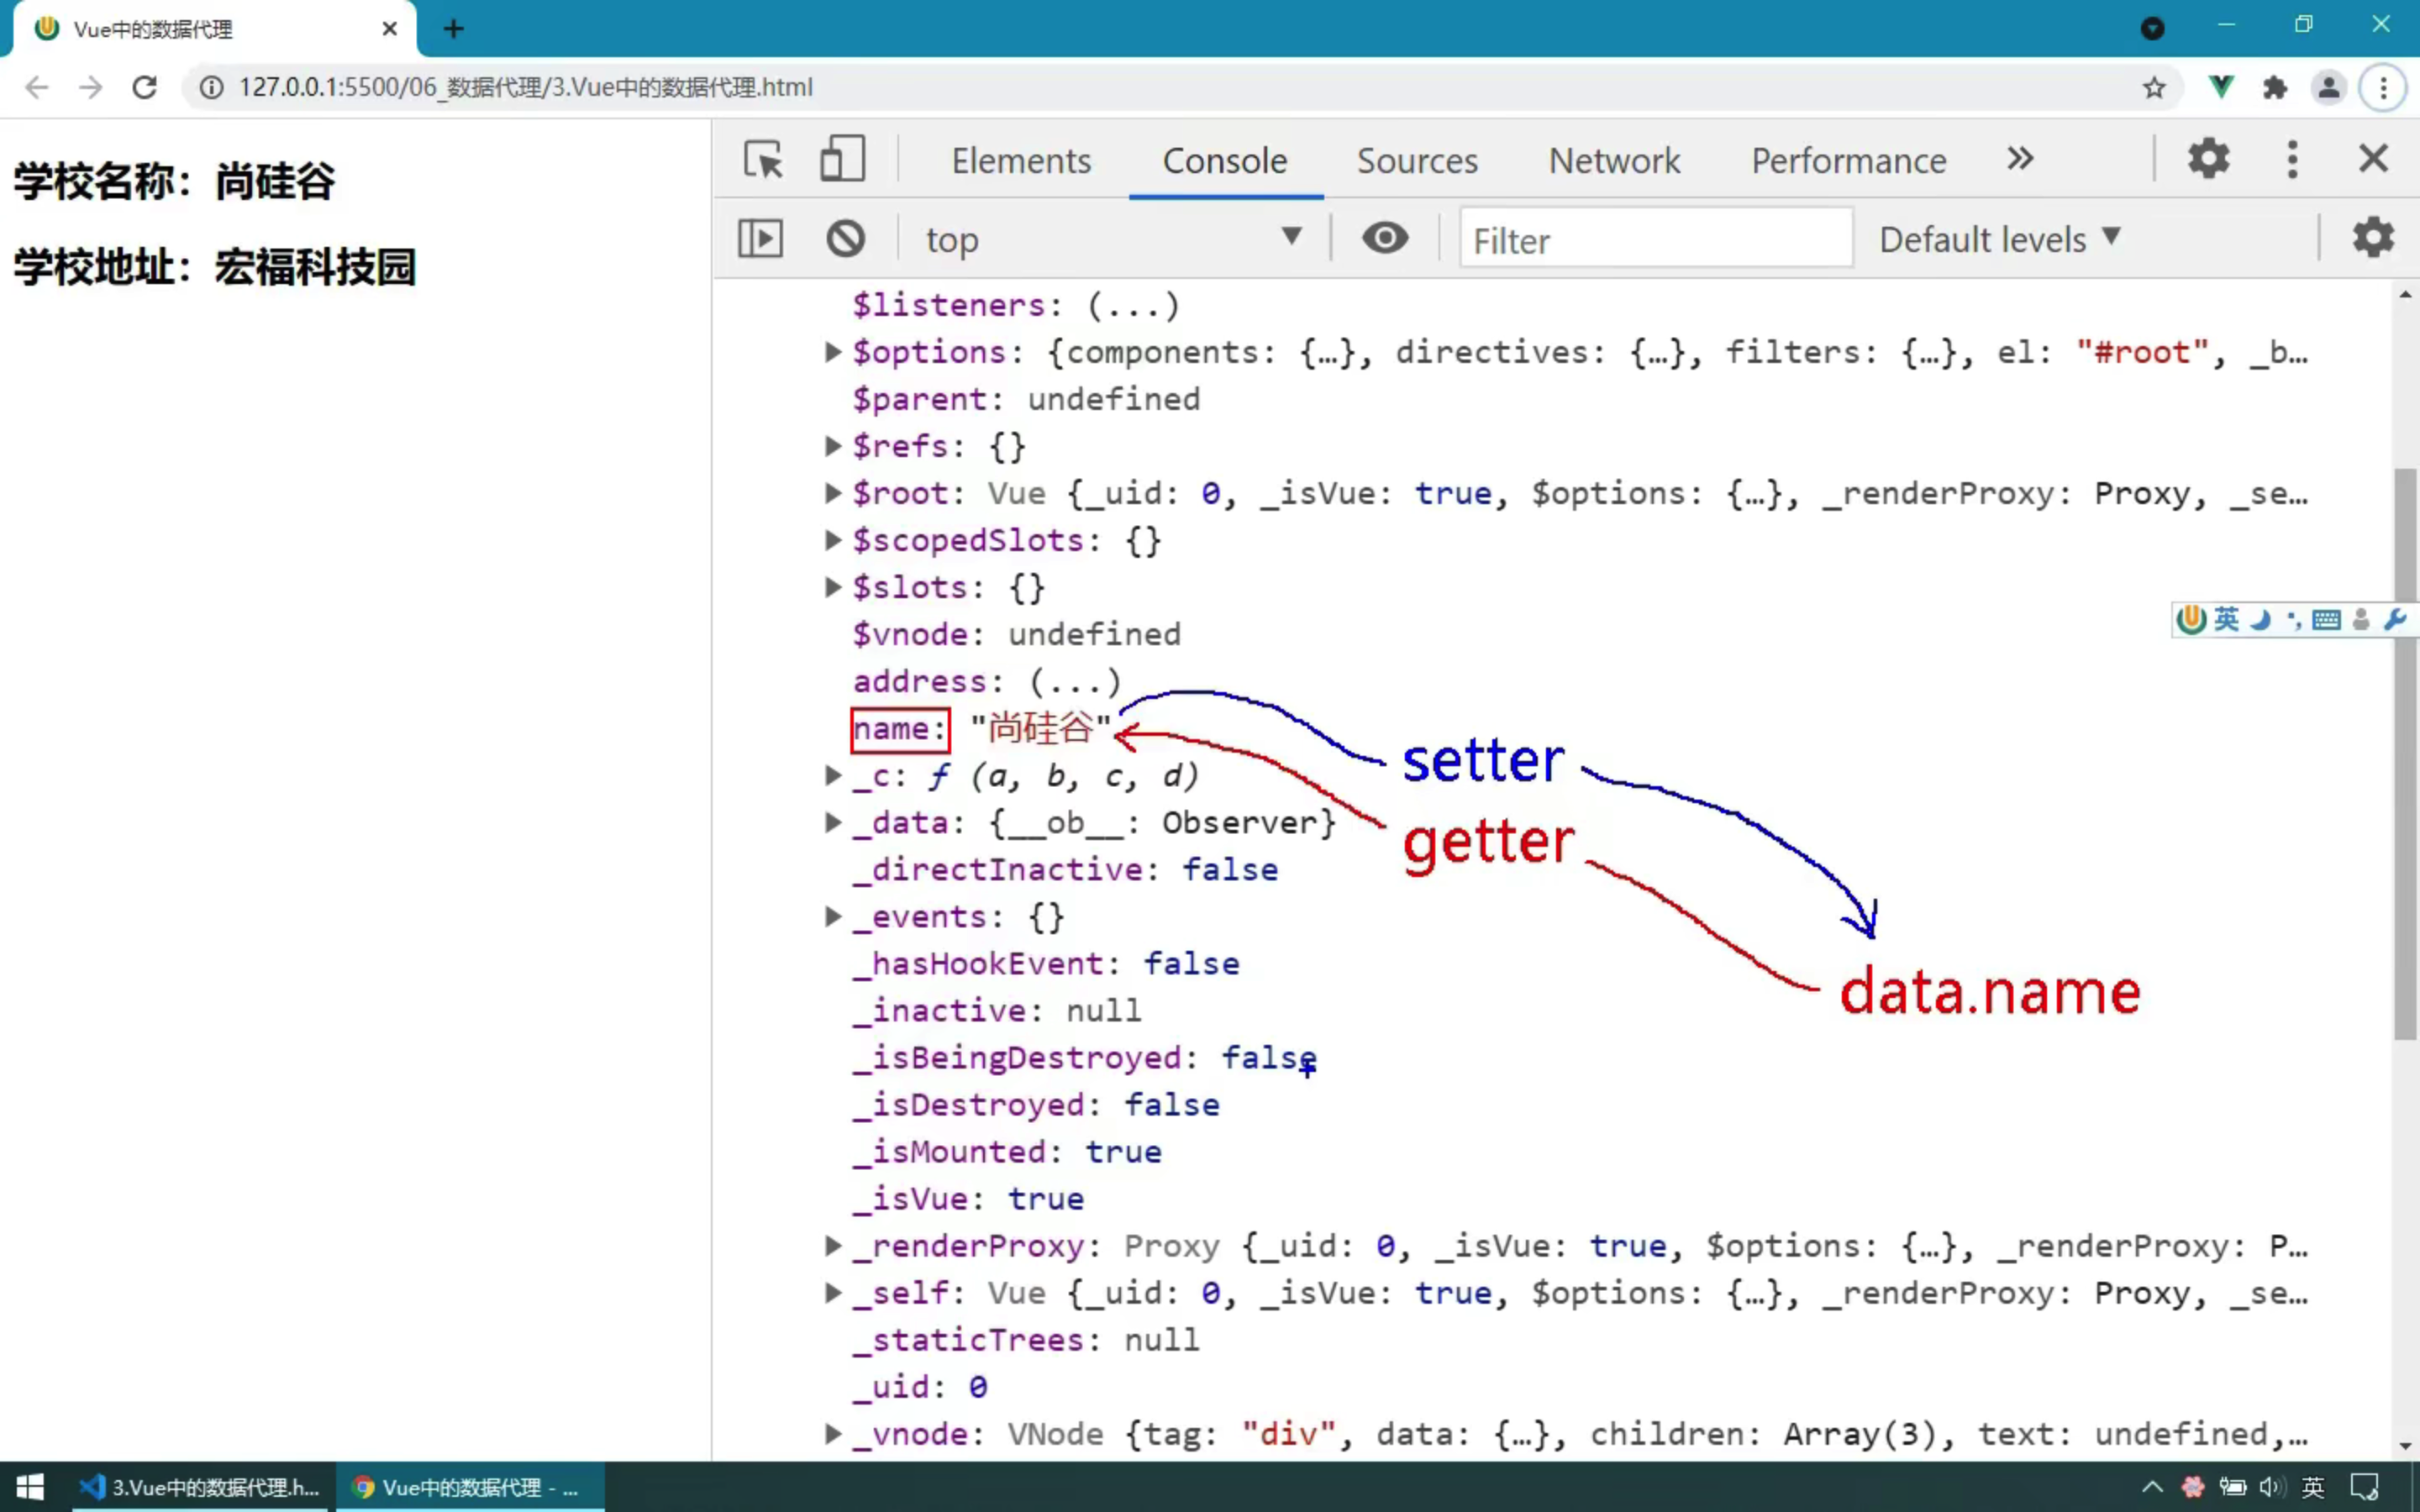 Vue中的数据代理
127.0.0.1:5500/06_数据代理/3.Vue中的数据代理.html
学校名称：尚硅谷
学校地址：宏福科技园
Elements Console Sources Network Performance
top Filter Default levels
$listeners: (...)
$options: {components: {…}, directives: {…}, filters: {…}, el: "#root", _b…
$parent: undefined
$refs: {}
$root: Vue {_uid: 0, _isVue: true, $options: {…}, _renderProxy: Proxy, _se…
$scopedSlots: {}
$slots: {}
$vnode: undefined
英
address: (...)
name: "尚硅谷"
setter
_c: ƒ (a, b, c, d)
_data: {__ob__: Observer}
getter
_directInactive: false
_events: {}
_hasHookEvent: false
data.name
_inactive: null
_isBeingDestroyed: false
_isDestroyed: false
_isMounted: true
_isVue: true
_renderProxy: Proxy {_uid: 0, _isVue: true, $options: {…}, _renderProxy: P…
_self: Vue {_uid: 0, _isVue: true, $options: {…}, _renderProxy: Proxy, _se…
_staticTrees: null
_uid: 0
_vnode: VNode {tag: "div", data: {…}, children: Array(3), text: undefined,…
3.Vue中的数据代理.h... Vue中的数据代理 - ... 英